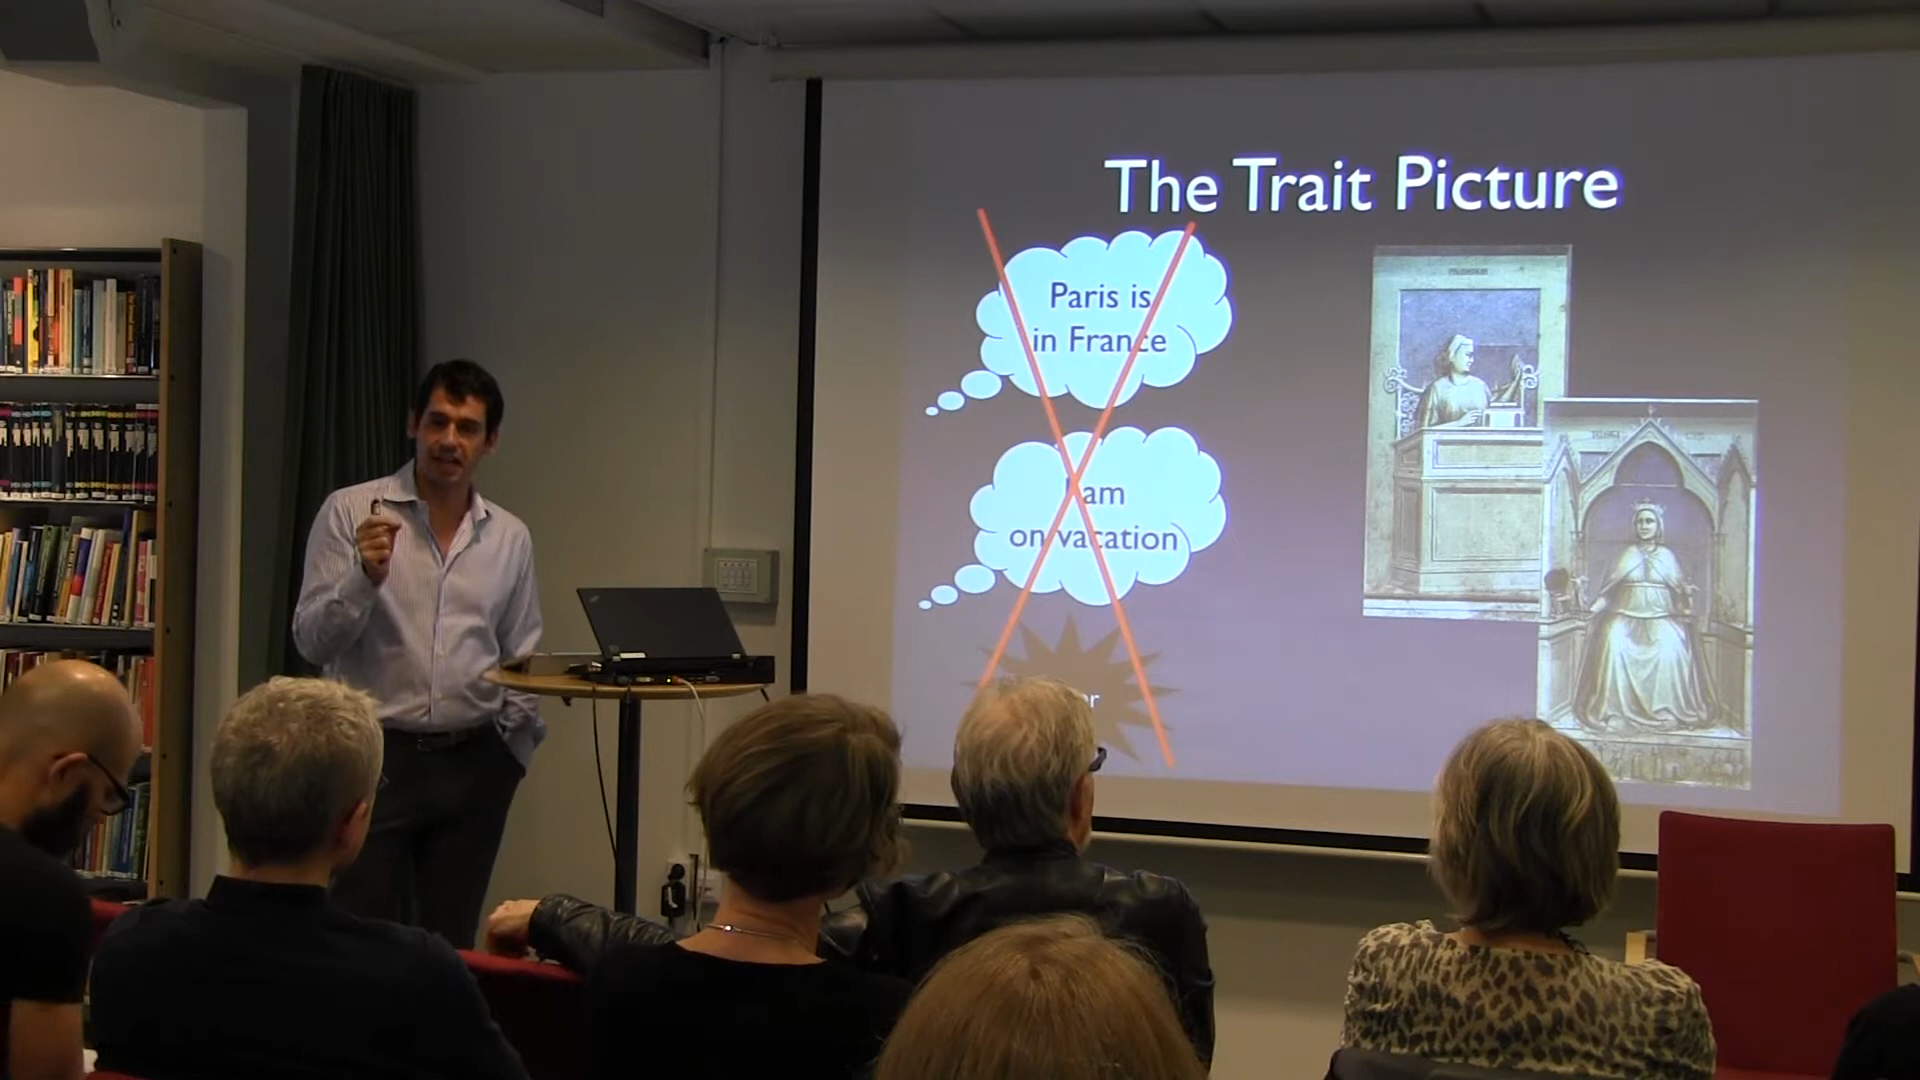 The Trait Picture
Paris is
in France
I am
on vacation